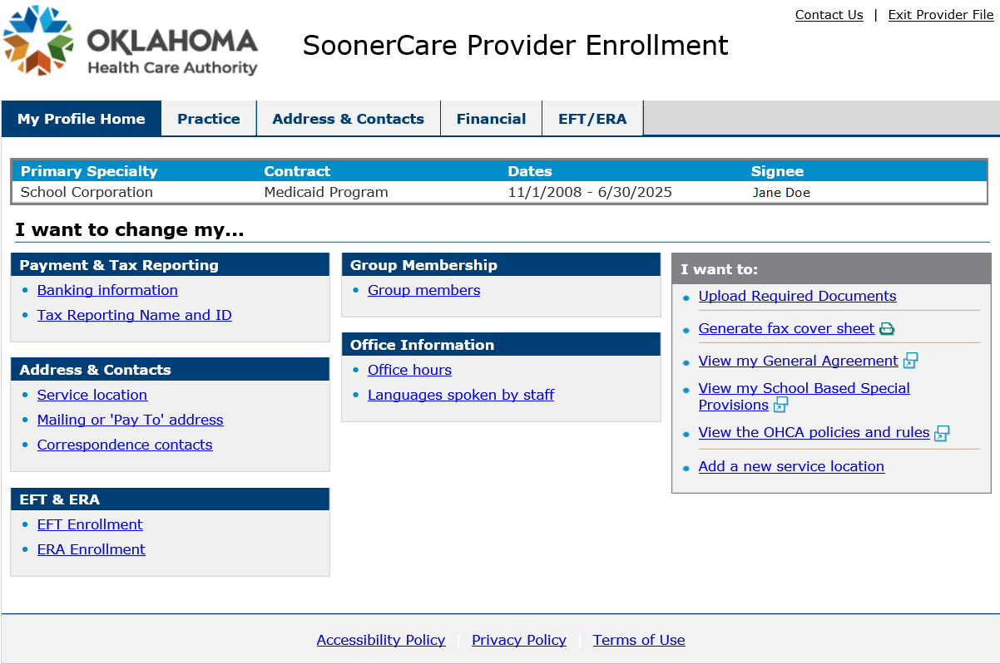 Contact Us | Exit Provider File
OKLAHOMA
Health Care Authority
SoonerCare Provider Enrollment
My Profile Home Practice Address & Contacts Financial EFT/ERA
Primary Specialty Contract Dates Signee
School Corporation Medicaid Program 11/1/2008 - 6/30/2025 Jane Doe
I want to change my...
Payment & Tax Reporting
• Banking information
• Tax Reporting Name and ID
Address & Contacts
• Service location
• Mailing or 'Pay To' address
• Correspondence contacts
EFT & ERA
• EFT Enrollment
• ERA Enrollment
Group Membership
• Group members
Office Information
• Office hours
• Languages spoken by staff
I want to:
• Upload Required Documents
• Generate fax cover sheet
• View my General Agreement
• View my School Based Special
Provisions
• View the OHCA policies and rules
• Add a new service location
Accessibility Policy | Privacy Policy | Terms of Use